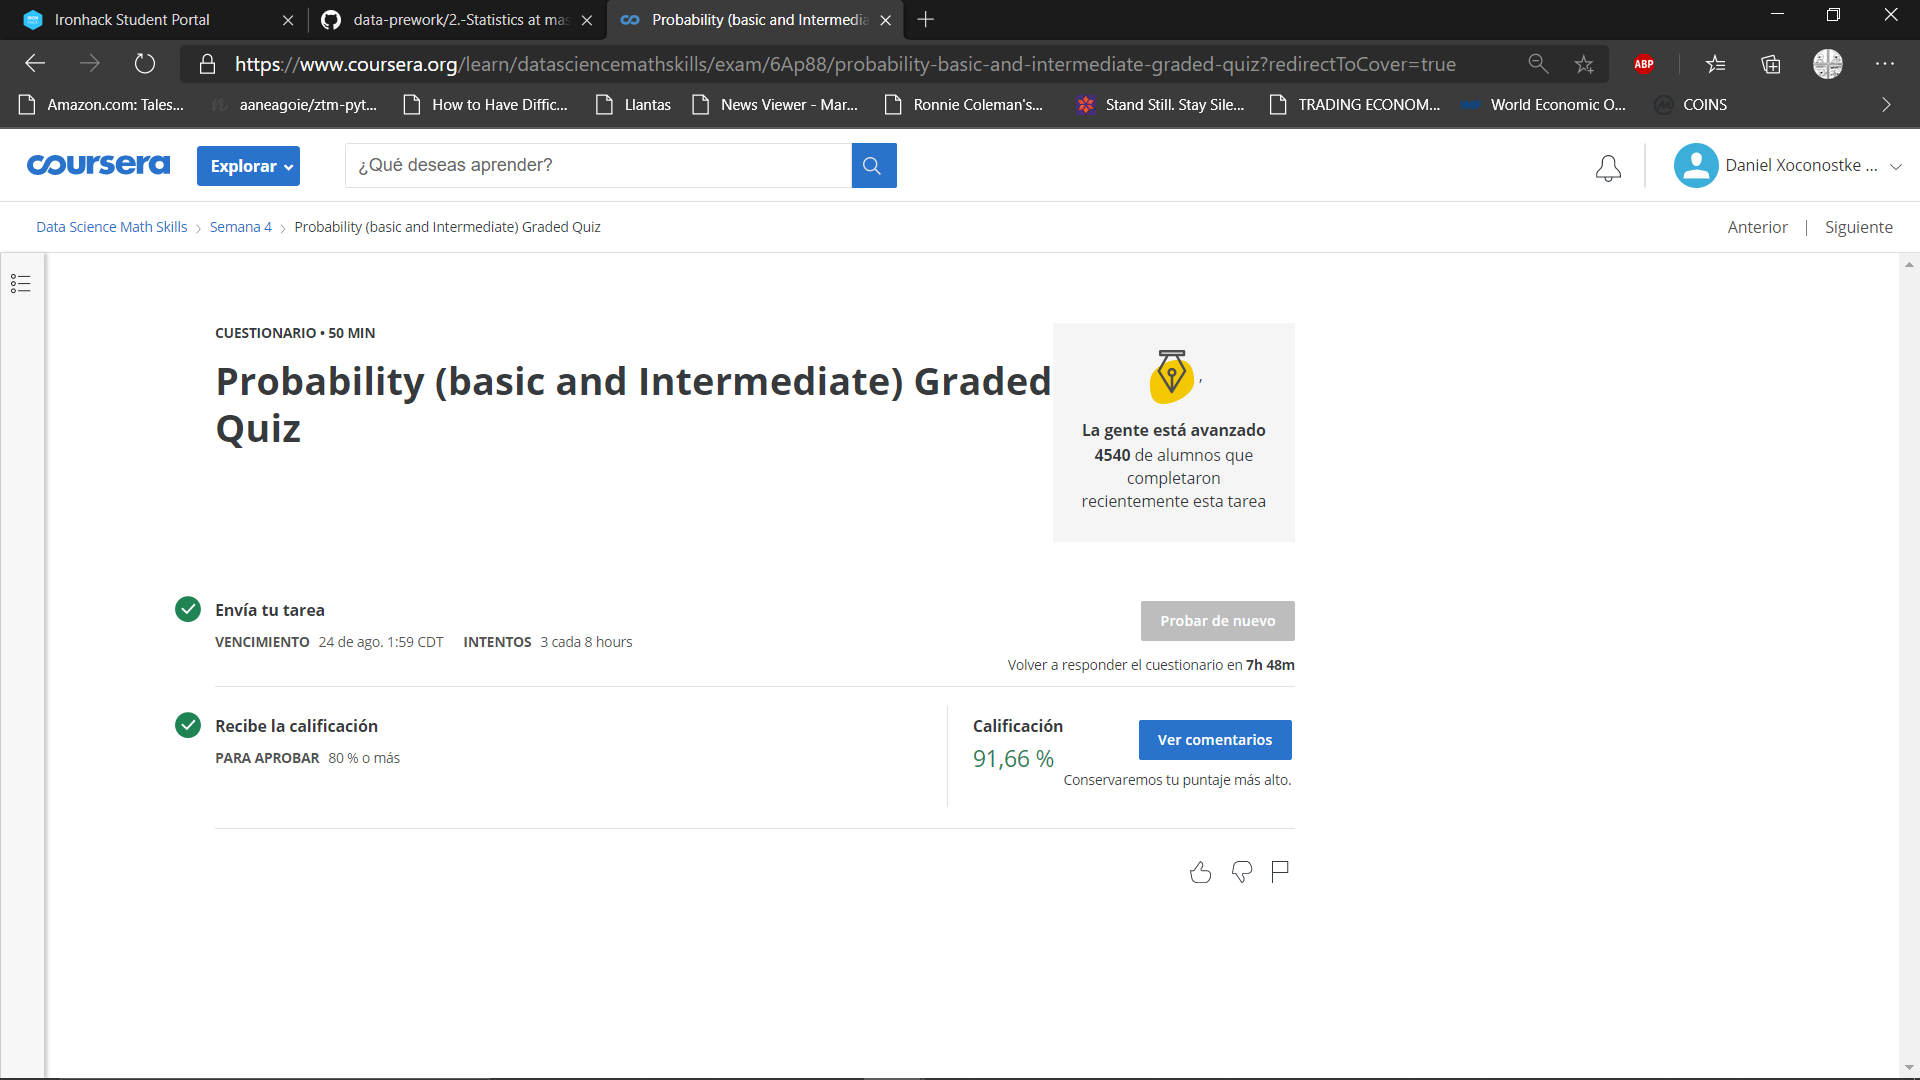 Ironhack Student Portal
data-prework/2.-Statistics at mas
Probability (basic and Intermedia
https://www.coursera.org/learn/datasciencemathskills/exam/6Ap88/probability-basic-and-intermediate-graded-quiz?redirectToCover=true
ABP
Amazon.com: Tales...
aaneagoie/ztm-pyt...
How to Have Diffic...
Llantas
News Viewer - Mar...
Ronnie Coleman's...
Stand Still. Stay Sile...
TRADING ECONOM...
World Economic O...
COINS
coursera
Explorar
¿Qué deseas aprender?
Daniel Xoconostke ...
Data Science Math Skills
Semana 4
Probability (basic and Intermediate) Graded Quiz
Anterior | Siguiente
CUESTIONARIO • 50 MIN
Probability (basic and Intermediate) Graded
Quiz
,
La gente está avanzado
4540 de alumnos que
completaron
recientemente esta tarea
Envía tu tarea
VENCIMIENTO 24 de ago. 1:59 CDT INTENTOS 3 cada 8 hours
Probar de nuevo
Volver a responder el cuestionario en 7h 48m
Recibe la calificación
PARA APROBAR 80 % o más
Calificación
91,66 %
Ver comentarios
Conservaremos tu puntaje más alto.